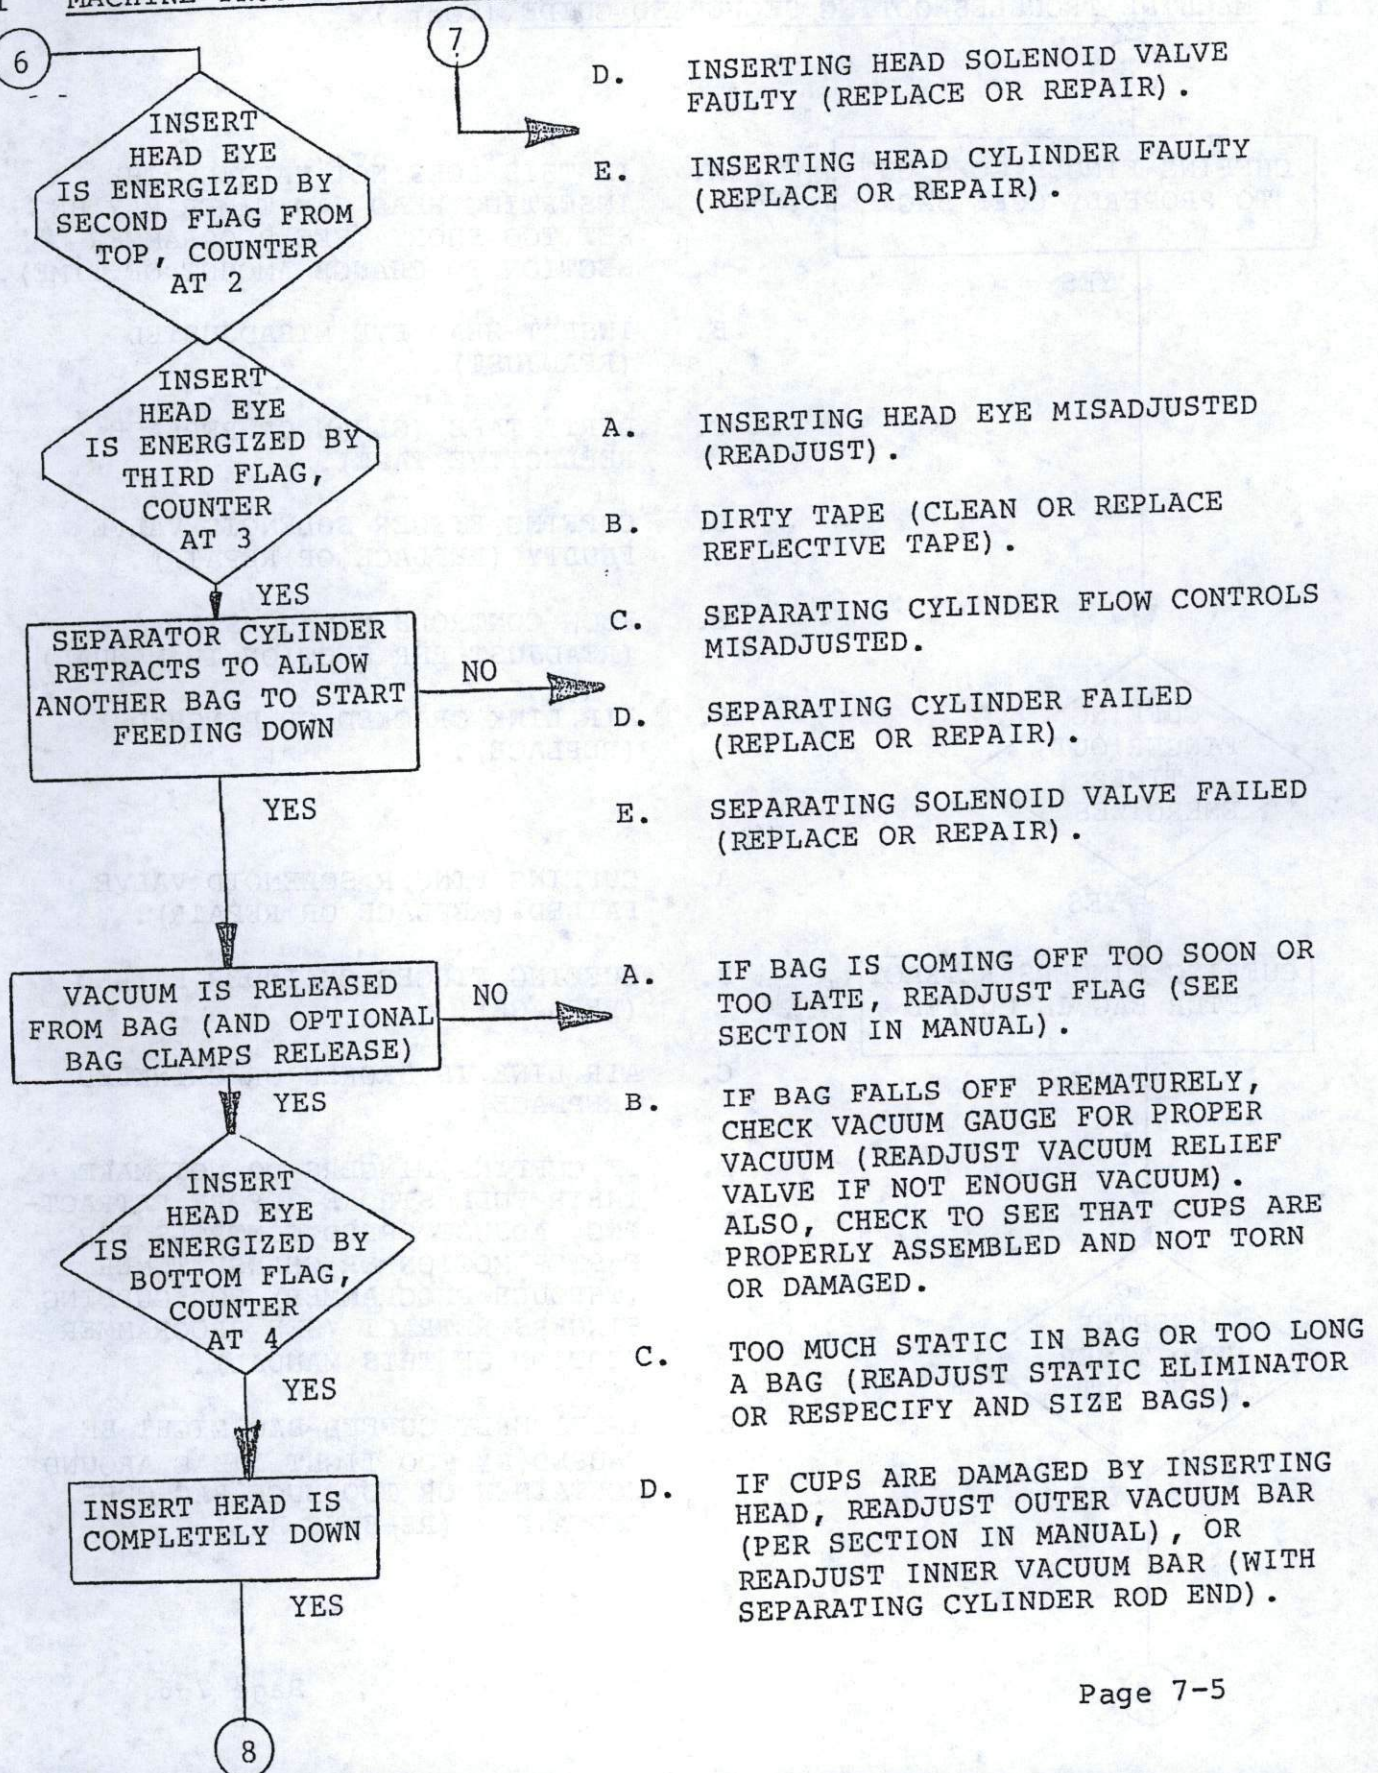 MACHINE
6
7
INSERT
HEAD EYE
IS ENERGIZED BY
SECOND FLAG FROM
TOP, COUNTER
AT 2
D. INSERTING HEAD SOLENOID VALVE
FAULTY (REPLACE OR REPAIR).
E. INSERTING HEAD CYLINDER FAULTY
(REPLACE OR REPAIR).
INSERT
HEAD EYE
IS ENERGIZED BY
THIRD FLAG,
COUNTER
AT 3
YES
SEPARATOR CYLINDER
RETRACTS TO ALLOW
ANOTHER BAG TO START
FEEDING DOWN
NO
YES
A. INSERTING HEAD EYE MISADJUSTED
(READJUST).
B. DIRTY TAPE (CLEAN OR REPLACE
REFLECTIVE TAPE).
C. SEPARATING CYLINDER FLOW CONTROLS
MISADJUSTED.
D. SEPARATING CYLINDER FAILED
(REPLACE OR REPAIR).
E. SEPARATING SOLENOID VALVE FAILED
(REPLACE OR REPAIR).
VACUUM IS RELEASED
FROM BAG (AND OPTIONAL
BAG CLAMPS RELEASE)
NO
YES
A. IF BAG IS COMING OFF TOO SOON OR
TOO LATE, READJUST FLAG (SEE
SECTION IN MANUAL).
B. IF BAG FALLS OFF PREMATURELY,
CHECK VACUUM GAUGE FOR PROPER
VACUUM (READJUST VACUUM RELIEF
VALVE IF NOT ENOUGH VACUUM).
ALSO, CHECK TO SEE THAT CUPS ARE
PROPERLY ASSEMBLED AND NOT TORN
OR DAMAGED.
INSERT
HEAD EYE
IS ENERGIZED BY
BOTTOM FLAG,
COUNTER
AT 4
YES
C. TOO MUCH STATIC IN BAG OR TOO LONG
A BAG (READJUST STATIC ELIMINATOR
OR RESPECIFY AND SIZE BAGS).
INSERT HEAD IS
COMPLETELY DOWN
YES
D. IF CUPS ARE DAMAGED BY INSERTING
HEAD, READJUST OUTER VACUUM BAR
(PER SECTION IN MANUAL), OR
READJUST INNER VACUUM BAR (WITH
SEPARATING CYLINDER ROD END).
Page 7-5
8